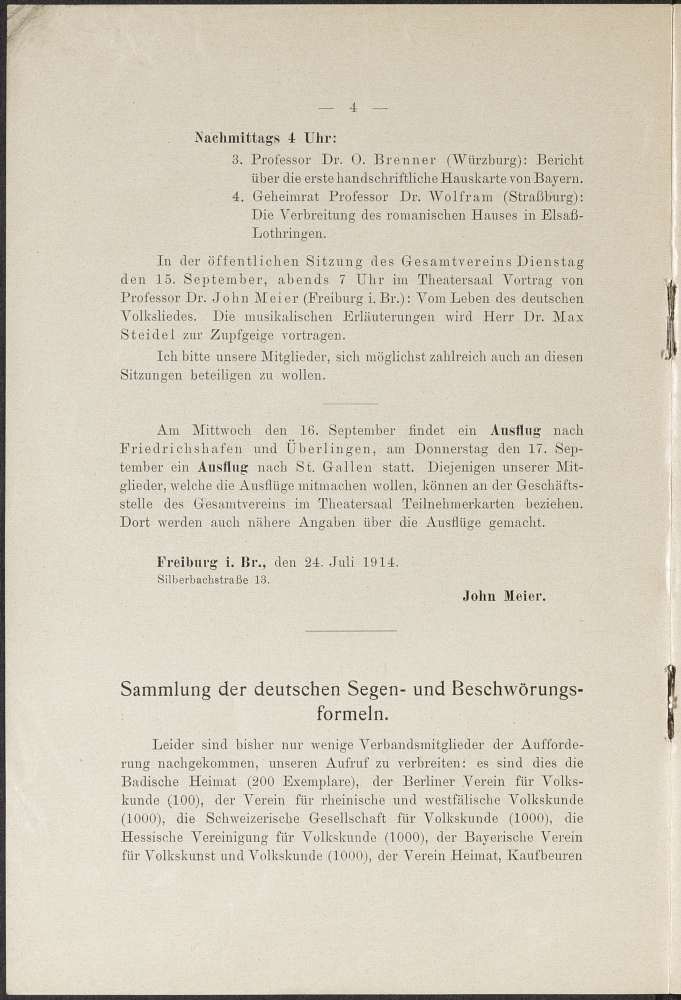 — 4 —
Nachmittags 4 Uhr:
3. Professor Dr. O. Brenner (Würzburg): Bericht
über die erste handschriftliche Hauskarte von Bayern.
4. Geheimrat Professor Dr. Wolfram (Straßburg):
Die Verbreitung des romanischen Hauses in Elsaß-
Lothringen.
In der öffentlichen Sitzung des Gesamtvereins Dienstag
den 15. September, abends 7 Uhr im Theatersaal Vortrag von
Professor Dr. John Meier (Freiburg i. Br.): Vom Leben des deutschen
Volksliedes. Die musikalischen Erläuterungen wird Herr Dr. Max
Steidel zur Zupfgeige vortragen.
Ich bitte unsere Mitglieder, sich möglichst zahlreich auch an diesen
Sitzungen beteiligen zu wollen.
Am Mittwoch den 16. September findet ein Ausflug nach
Friedrichshafen und Überlingen, am Donnerstag den 17. Sep-
tember ein Ausflug nach St. Gallen statt. Diejenigen unserer Mit-
glieder, welche die Ausflüge mitmachen wollen, können an der Geschäfts-
stelle des Gesamtvereins im Theatersaal Teilnehmerkarten beziehen.
Dort werden auch nähere Angaben über die Ausflüge gemacht.
Freiburg i. Br., den 24. Juli 1914.
Silberbachstraße 13.
John Meier.
Sammlung der deutschen Segen- und Beschwörungs-
formeln.
Leider sind bisher nur wenige Verbandsmitglieder der Aufforde-
rung nachgekommen, unseren Aufruf zu verbreiten: es sind dies die
Badische Heimat (200 Exemplare), der Berliner Verein für Volks-
kunde (100), der Verein für rheinische und westfälische Volkskunde
(1000), die Schweizerische Gesellschaft für Volkskunde (1000), die
Hessische Vereinigung für Volkskunde (1000), der Bayerische Verein
für Volkskunst und Volkskunde (1000), der Verein Heimat, Kaufbeuren